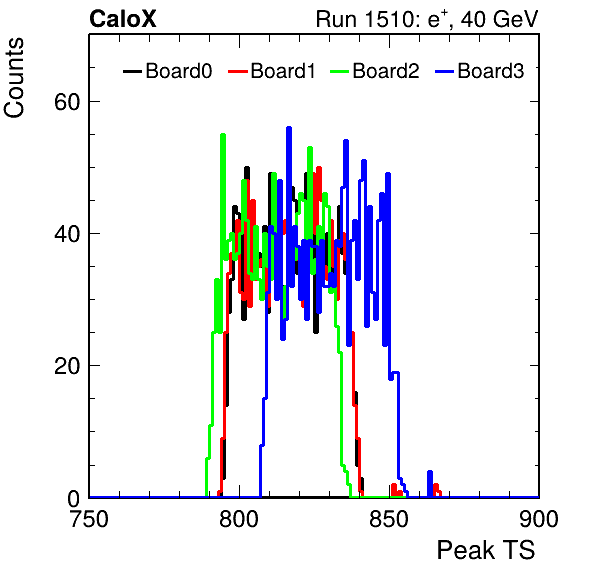 CaloX Run 1510: e⁺, 40 GeV
Counts
Board0 Board1 Board2 Board3
60
40
20
0
750 800 850 900
Peak TS